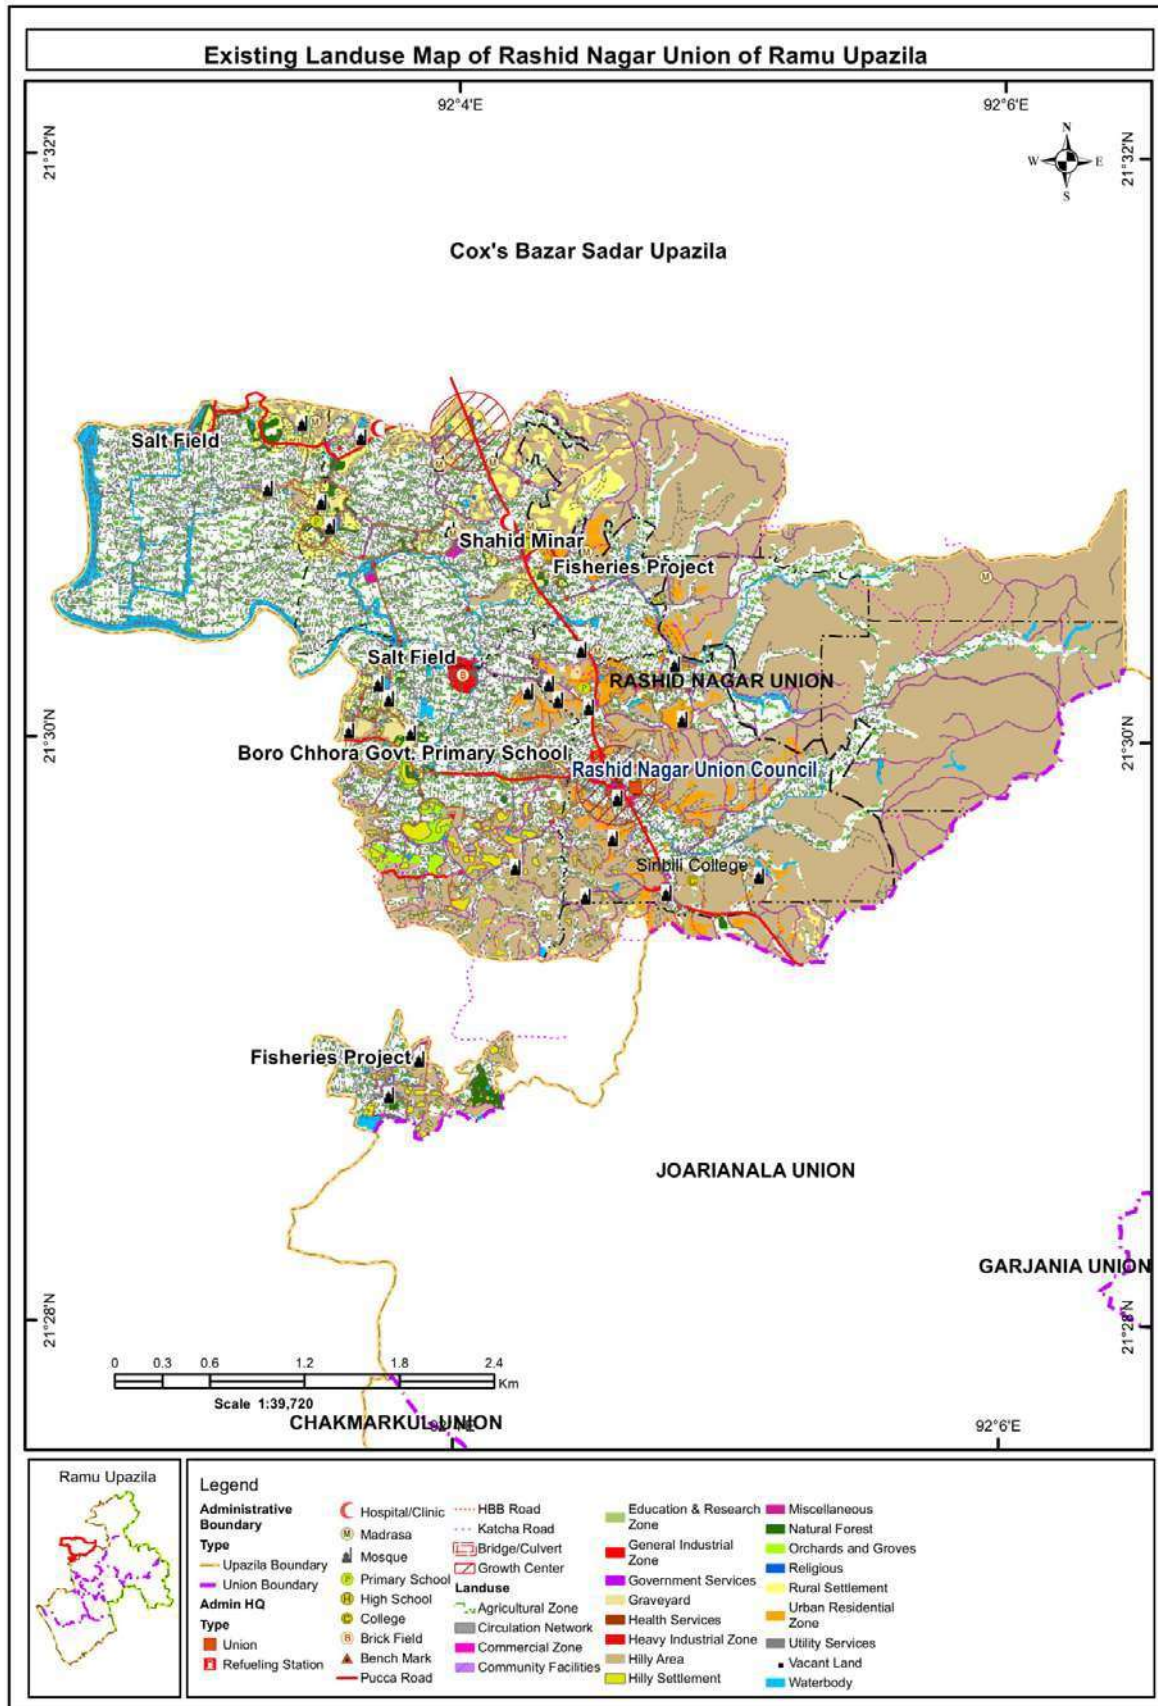 Existing Landuse Map of Rashid Nagar Union of Ramu Upazila
92°4'E
92°6'E
21°32'N
21°32'N
N
W
E
S
Cox's Bazar Sadar Upazila
Salt Field
Shahid Minar
Fisheries Project
Salt Field
RASHID NAGAR UNION
21°30'N
21°30'N
Boro Chhora Govt. Primary School
Rashid Nagar Union Council
Sinbili College
Fisheries Project
JOARIANALA UNION
GARJANIA UNION
21°28'N
21°28'N
0 0.3 0.6 1.2 1.8 2.4
Km
Scale 1:39,720
CHAKMARKUL UNION
92°4'E
92°6'E
Ramu Upazila
Legend
Administrative
Boundary
Type
Upazila Boundary
Union Boundary
Admin HQ
Type
Union
Refueling Station
Hospital/Clinic
Madrasa
Mosque
Primary School
High School
College
Brick Field
Bench Mark
Pucca Road
HBB Road
Katcha Road
Bridge/Culvert
Growth Center
Landuse
Agricultural Zone
Circulation Network
Commercial Zone
Community Facilities
Education & Research
Zone
General Industrial
Zone
Government Services
Graveyard
Health Services
Heavy Industrial Zone
Hilly Area
Hilly Settlement
Miscellaneous
Natural Forest
Orchards and Groves
Religious
Rural Settlement
Urban Residential
Zone
Utility Services
Vacant Land
Waterbody